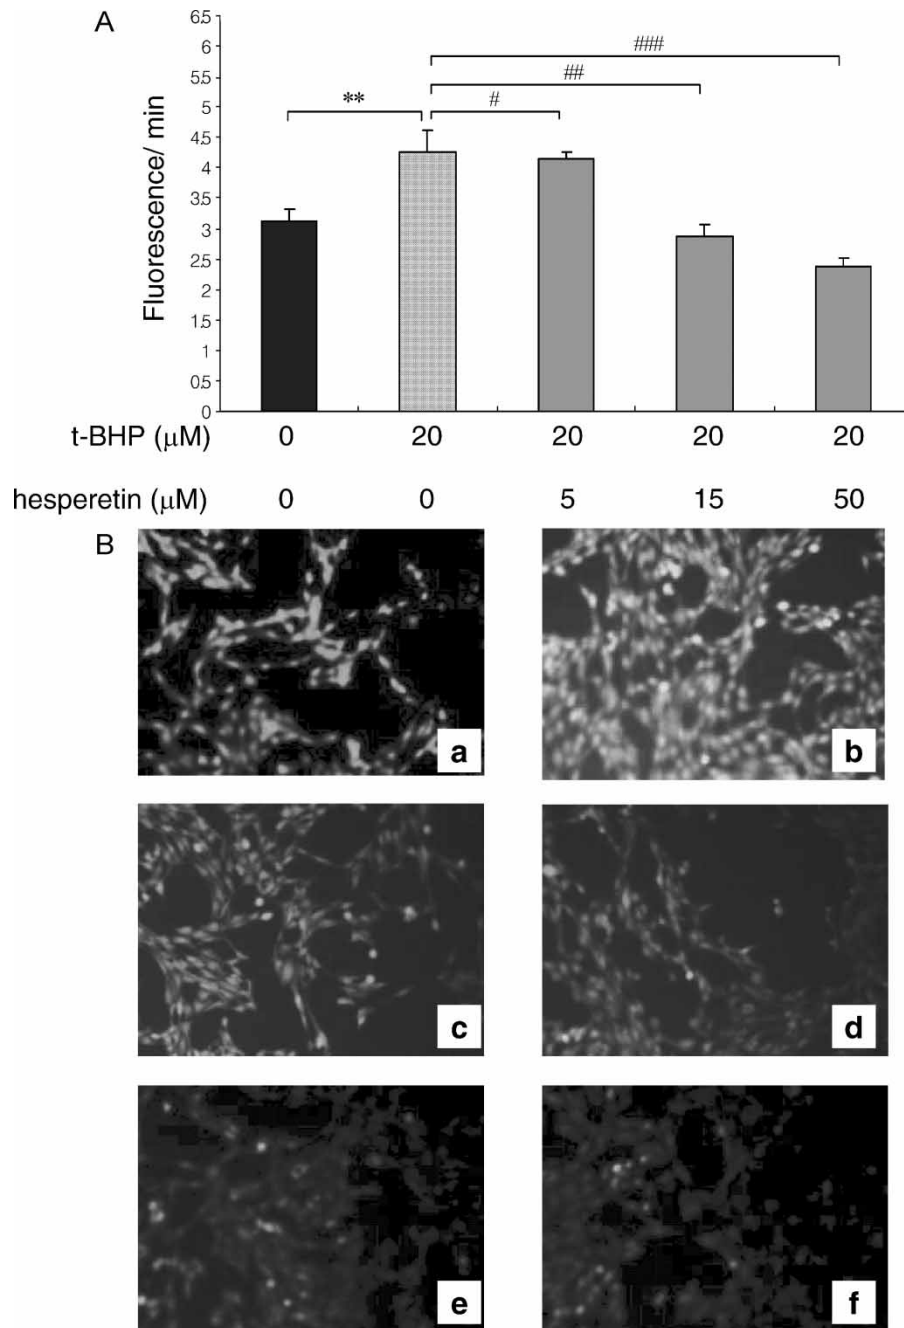 A
6.5
6
5.5
5
4.5
4
3.5
3
2.5
2
1.5
1
0.5
0
Fluorescence/ min
**
#
##
###
t-BHP (μM) 0 20 20 20 20
hesperetin (μM) 0 0 5 15 50
B
a b
c d
e f